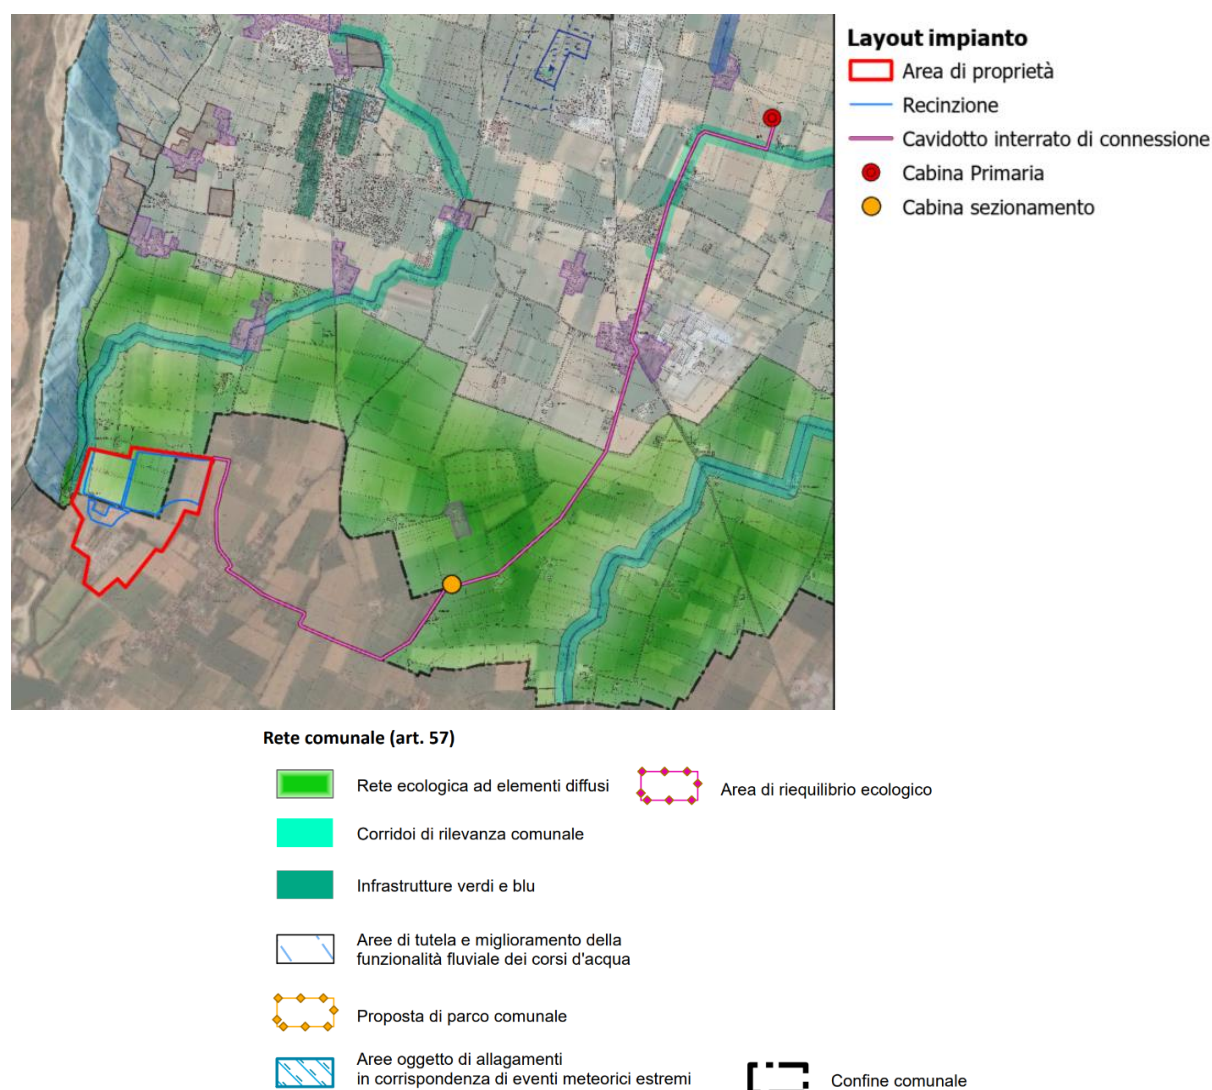 Layout impianto
Area di proprietà
Recinzione
Cavidotto interrato di connessione
Cabina Primaria
Cabina sezionamento
Rete comunale (art. 57)
Rete ecologica ad elementi diffusi
Area di riequilibrio ecologico
Corridoi di rilevanza comunale
Infrastrutture verdi e blu
Aree di tutela e miglioramento della
funzionalità fluviale dei corsi d'acqua
Proposta di parco comunale
Aree oggetto di allagamenti
in corrispondenza di eventi meteorici estremi
Confine comunale